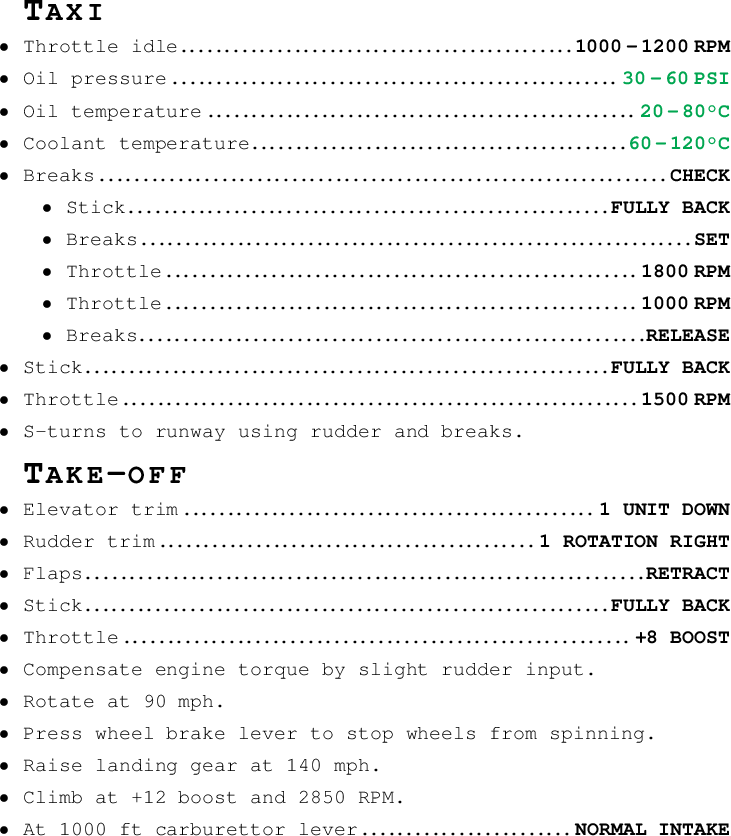 TAXI
• Throttle idle............................................1000 – 1200 RPM
• Oil pressure.................................................. 30 – 60 PSI
• Oil temperature................................................ 20 – 80°C
• Coolant temperature..........................................60 – 120°C
• Breaks................................................................CHECK
• Stick......................................................FULLY BACK
• Breaks..............................................................SET
• Throttle..................................................... 1800 RPM
• Throttle..................................................... 1000 RPM
• Breaks.........................................................RELEASE
• Stick...........................................................FULLY BACK
• Throttle.......................................................... 1500 RPM
• S-turns to runway using rudder and breaks.
TAKE-OFF
• Elevator trim.............................................. 1 UNIT DOWN
• Rudder trim.......................................... 1 ROTATION RIGHT
• Flaps...............................................................RETRACT
• Stick...........................................................FULLY BACK
• Throttle......................................................... +8 BOOST
• Compensate engine torque by slight rudder input.
• Rotate at 90 mph.
• Press wheel brake lever to stop wheels from spinning.
• Raise landing gear at 140 mph.
• Climb at +12 boost and 2850 RPM.
• At 1000 ft carburettor lever........................NORMAL INTAKE